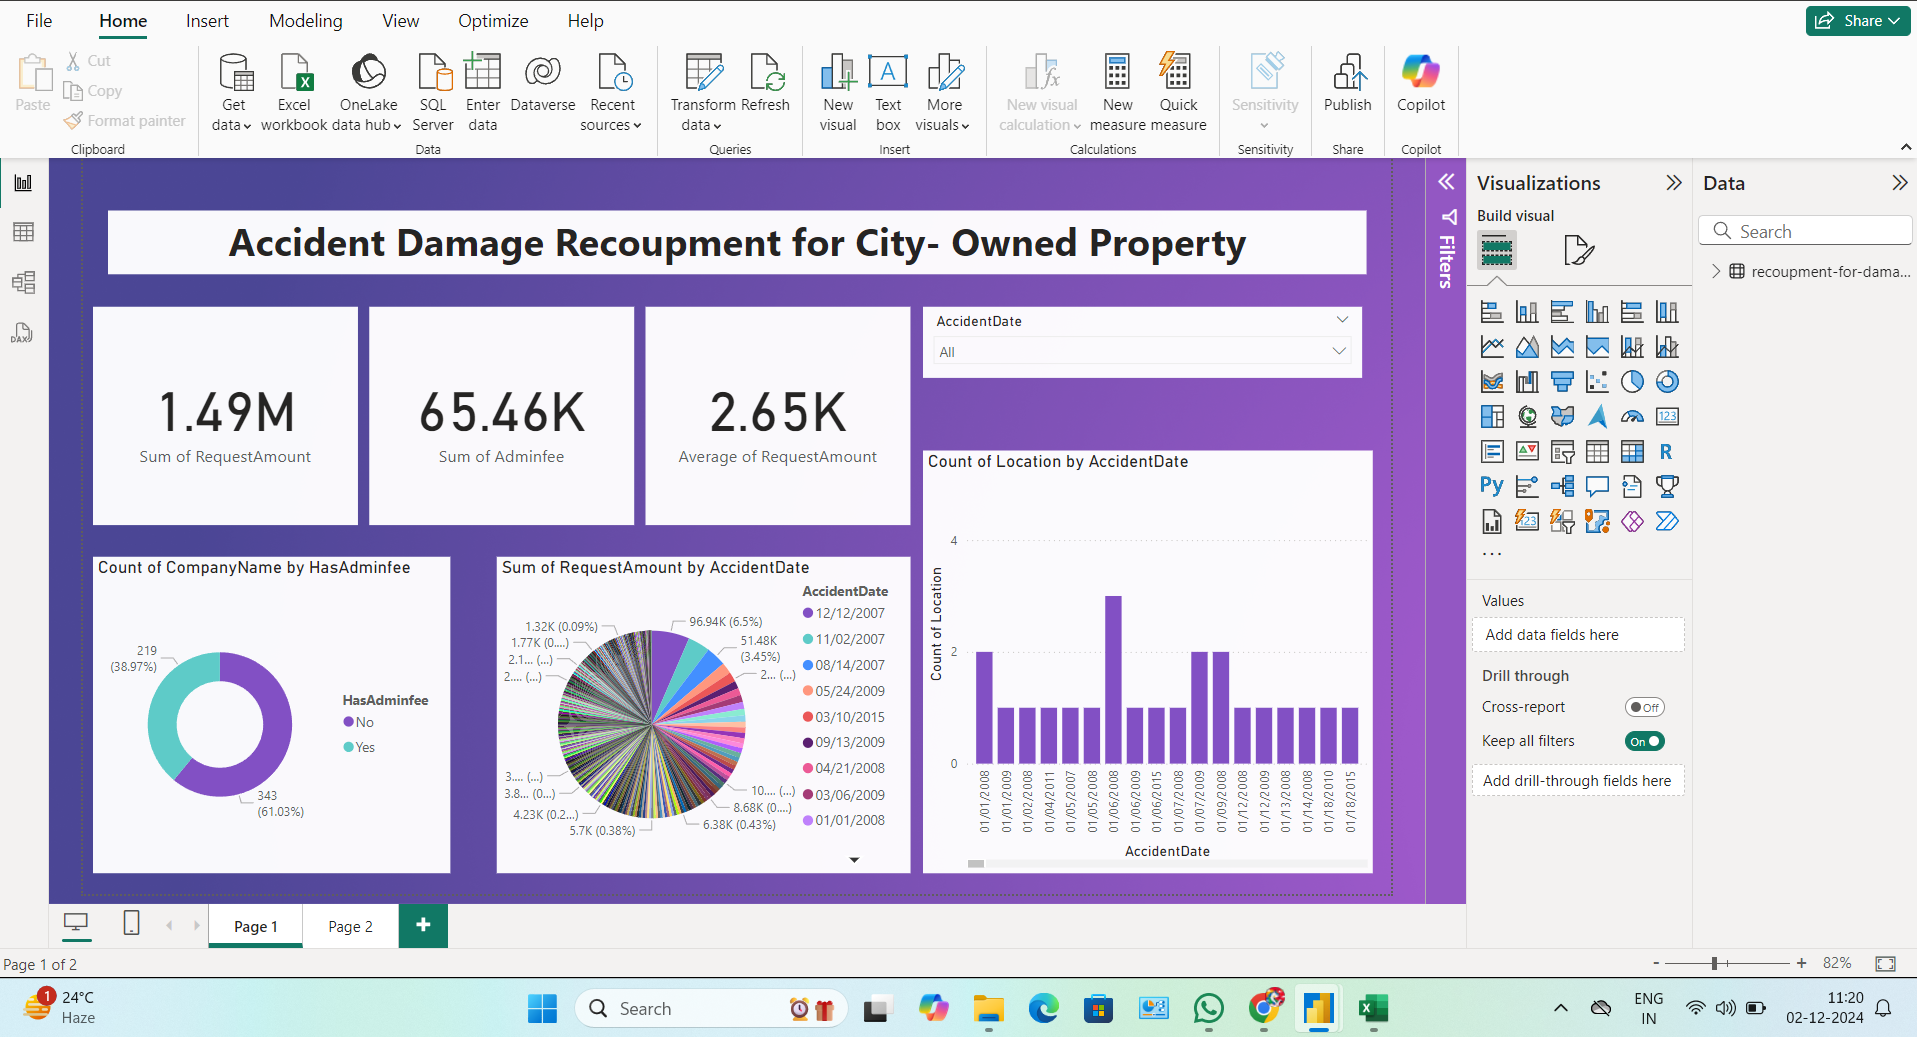 File Home Insert Modeling View Optimize Help
Share
Paste
Cut
Copy
Format painter
Clipboard
Get data
Excel workbook
OneLake data hub
SQL Server
Enter data
Dataverse
Recent sources
Data
Transform data
Refresh
Queries
New visual
Text box
More visuals
Insert
New visual calculation
New measure
Quick measure
Calculations
Sensitivity
Sensitivity
Publish
Share
Copilot
Copilot
Accident Damage Recoupment for City- Owned Property
1.49M
Sum of RequestAmount
65.46K
Sum of Adminfee
2.65K
Average of RequestAmount
AccidentDate
All
Count of CompanyName by HasAdminfee
219
(38.97%)
343
(61.03%)
HasAdminfee
No
Yes
Sum of RequestAmount by AccidentDate
1.32K (0.09%)
1.77K (0....)
2.1... (...)
2.... (...)
3.... (...)
3.8... (0...)
4.23K (0.2...)
5.7K (0.38%)
96.94K (6.5%)
51.48K
(3.45%)
2... (...)
10.... (...)
8.68K (0....)
6.38K (0.43%)
AccidentDate
12/12/2007
11/02/2007
08/14/2007
05/24/2009
03/10/2015
09/13/2009
04/21/2008
03/06/2009
01/01/2008
Count of Location by AccidentDate
Count of Location
4
2
0
01/01/2008
01/01/2009
01/02/2008
01/04/2011
01/05/2007
01/05/2008
01/06/2008
01/06/2009
01/06/2015
01/07/2008
01/07/2009
01/09/2008
01/12/2008
01/12/2009
01/13/2008
01/14/2008
01/18/2010
01/18/2015
AccidentDate
Filters
Visualizations
Build visual
123
R
Py
123
...
Values
Add data fields here
Drill through
Cross-report
Off
Keep all filters
On
Add drill-through fields here
Data
Search
recoupment-for-dama...
DAX
Page 1
Page 2
+
Page 1 of 2
- + 82%
1
24°C
Haze
Search
ENG
IN
11:20
02-12-2024